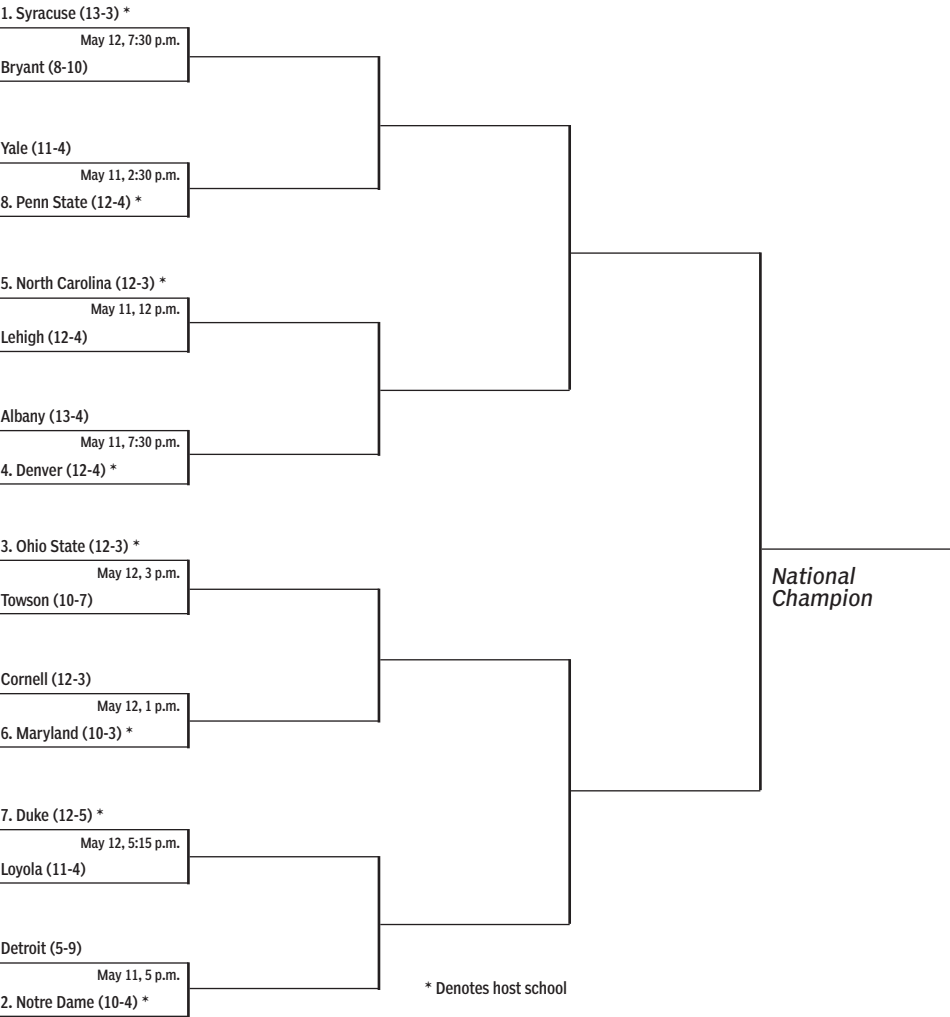 1. Syracuse (13-3) *
May 12, 7:30 p.m.
Bryant (8-10)
Yale (11-4)
May 11, 2:30 p.m.
8. Penn State (12-4) *
5. North Carolina (12-3) *
May 11, 12 p.m.
Lehigh (12-4)
Albany (13-4)
May 11, 7:30 p.m.
4. Denver (12-4) *
3. Ohio State (12-3) *
May 12, 3 p.m.
Towson (10-7)
National
Champion
Cornell (12-3)
May 12, 1 p.m.
6. Maryland (10-3) *
7. Duke (12-5) *
May 12, 5:15 p.m.
Loyola (11-4)
Detroit (5-9)
May 11, 5 p.m.
2. Notre Dame (10-4) *
* Denotes host school